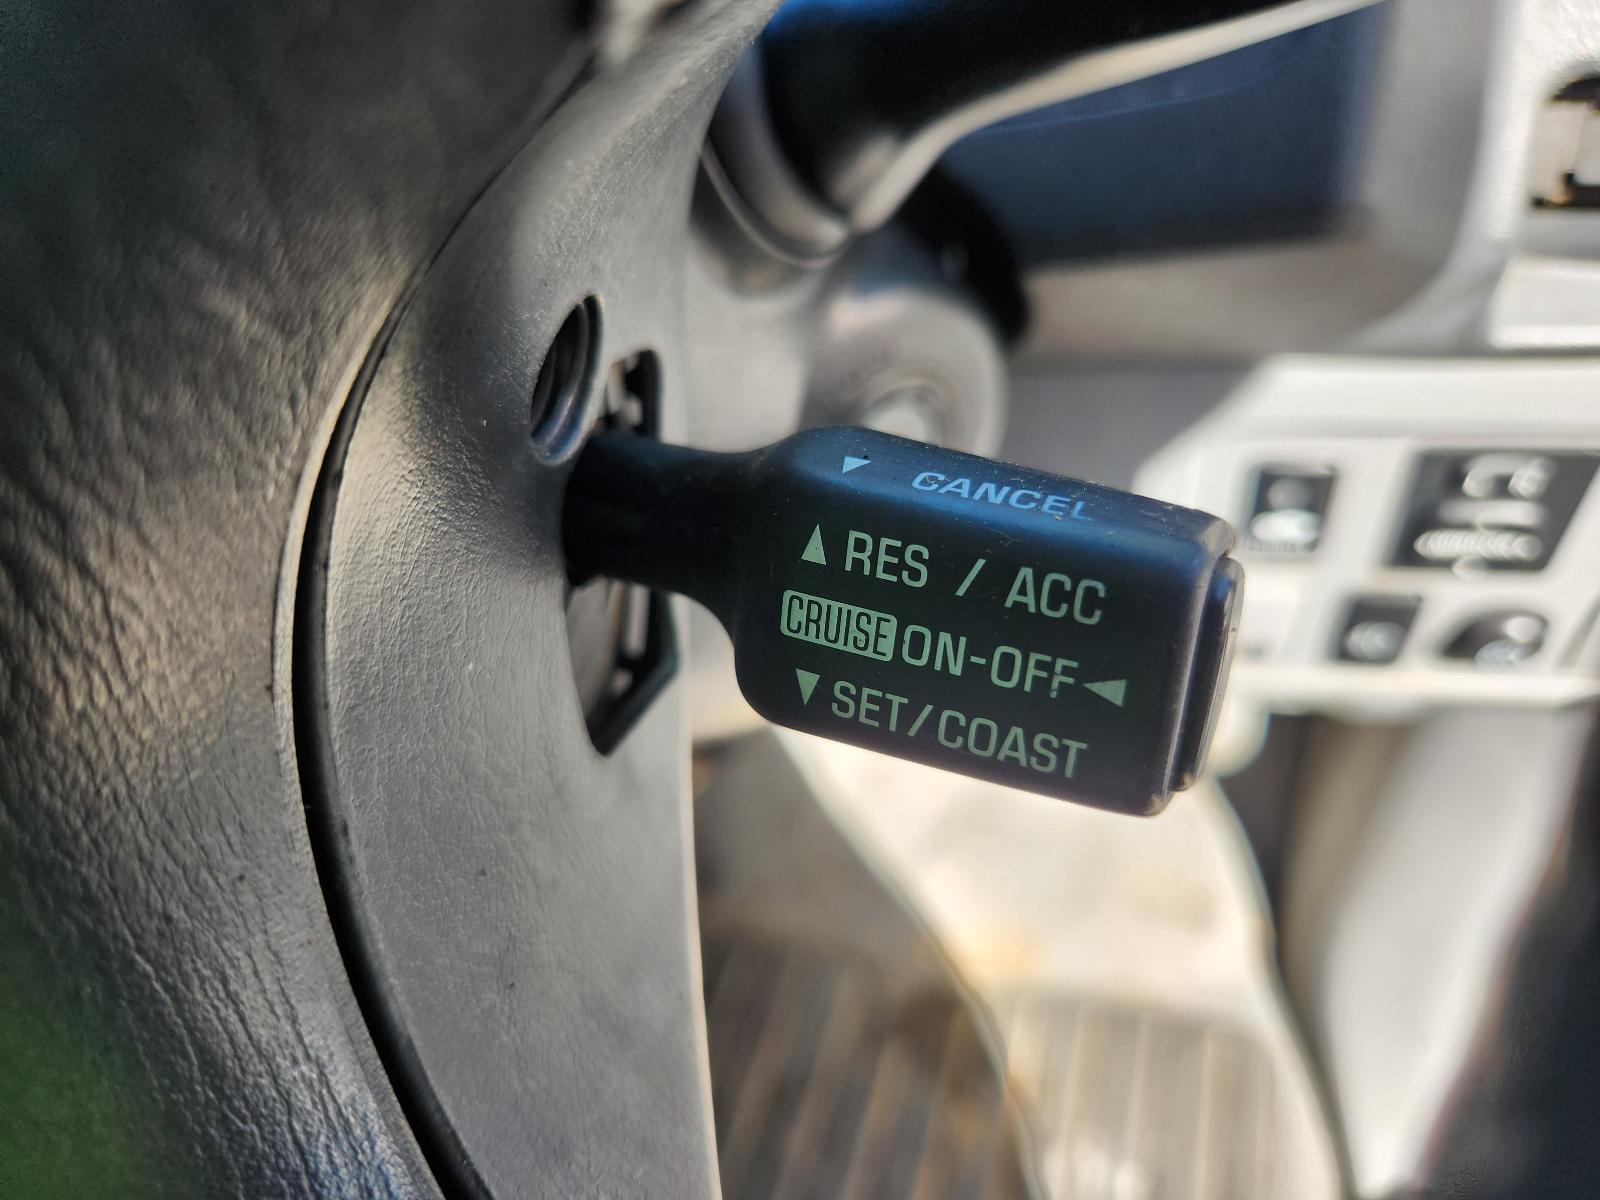 CANCEL
RES / ACC
CRUISE ON-OFF
SET/COAST